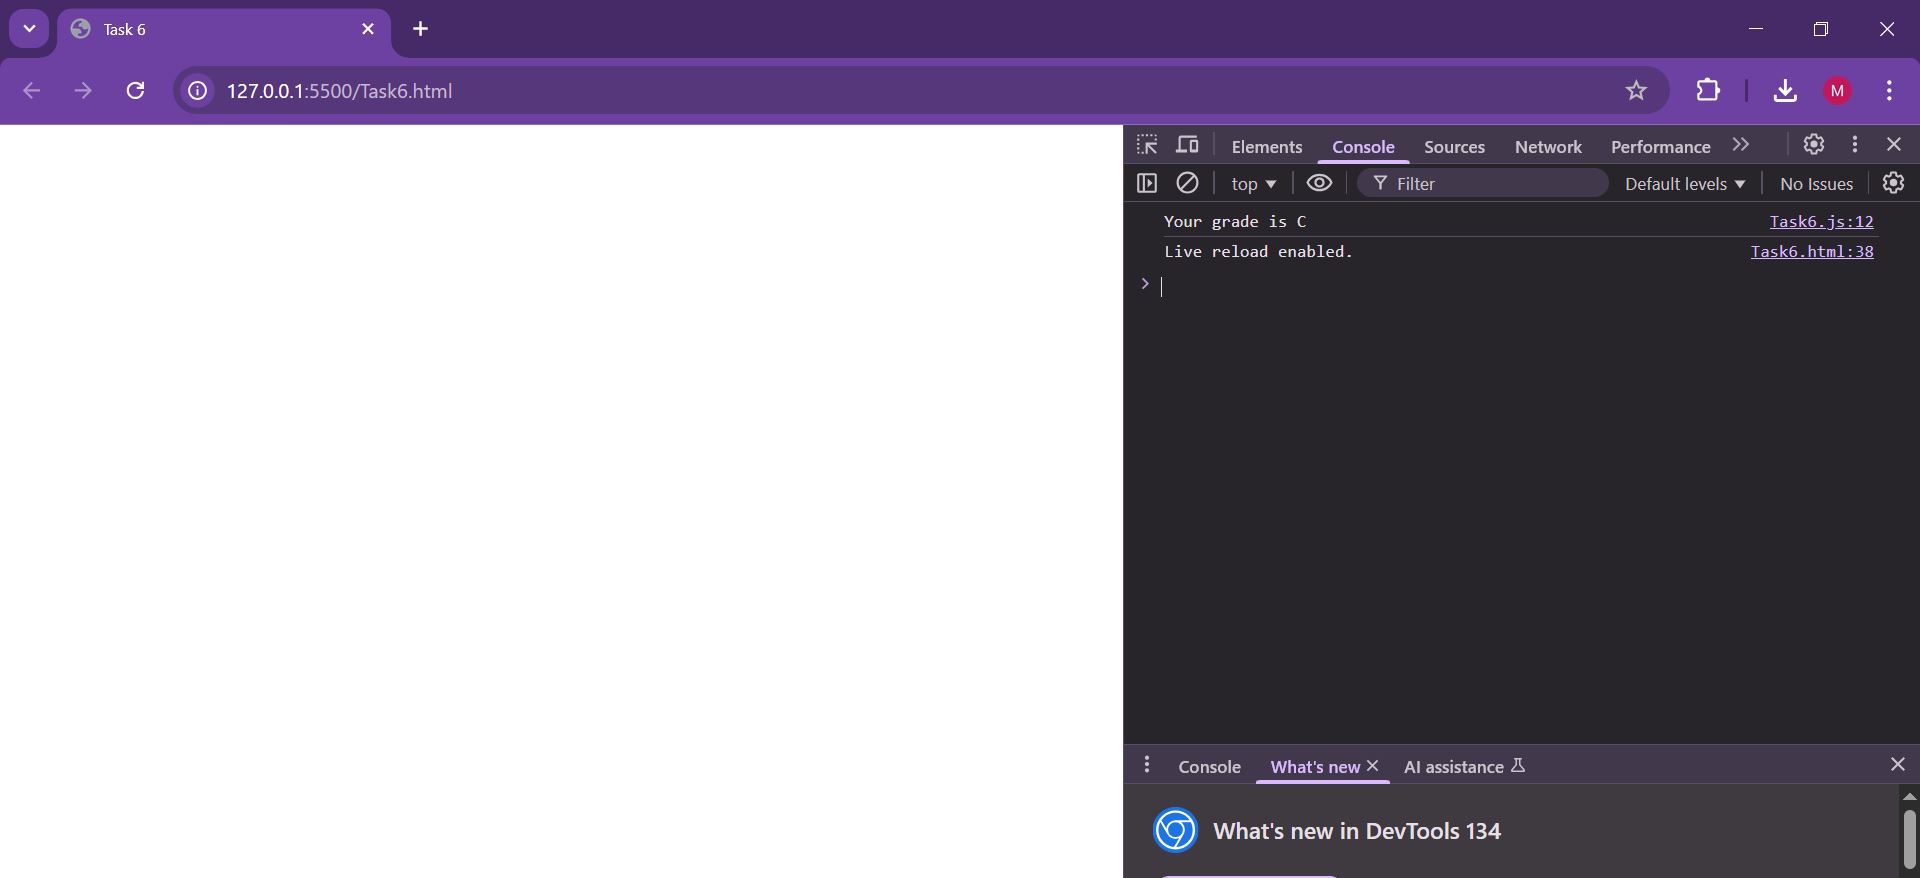 Task 6
127.0.0.1:5500/Task6.html
M
Elements Console Sources Network Performance
top Filter Default levels No Issues
Your grade is C Task6.js:12
Live reload enabled. Task6.html:38
Console What's new AI assistance
What's new in DevTools 134